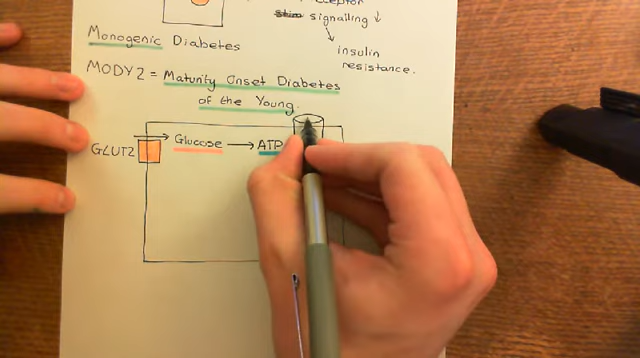 signalling ↓
Monogenic Diabetes
insulin
resistance.
MODY2 = Maturity Onset Diabetes
of the Young.
GLUT2 → Glucose → ATP